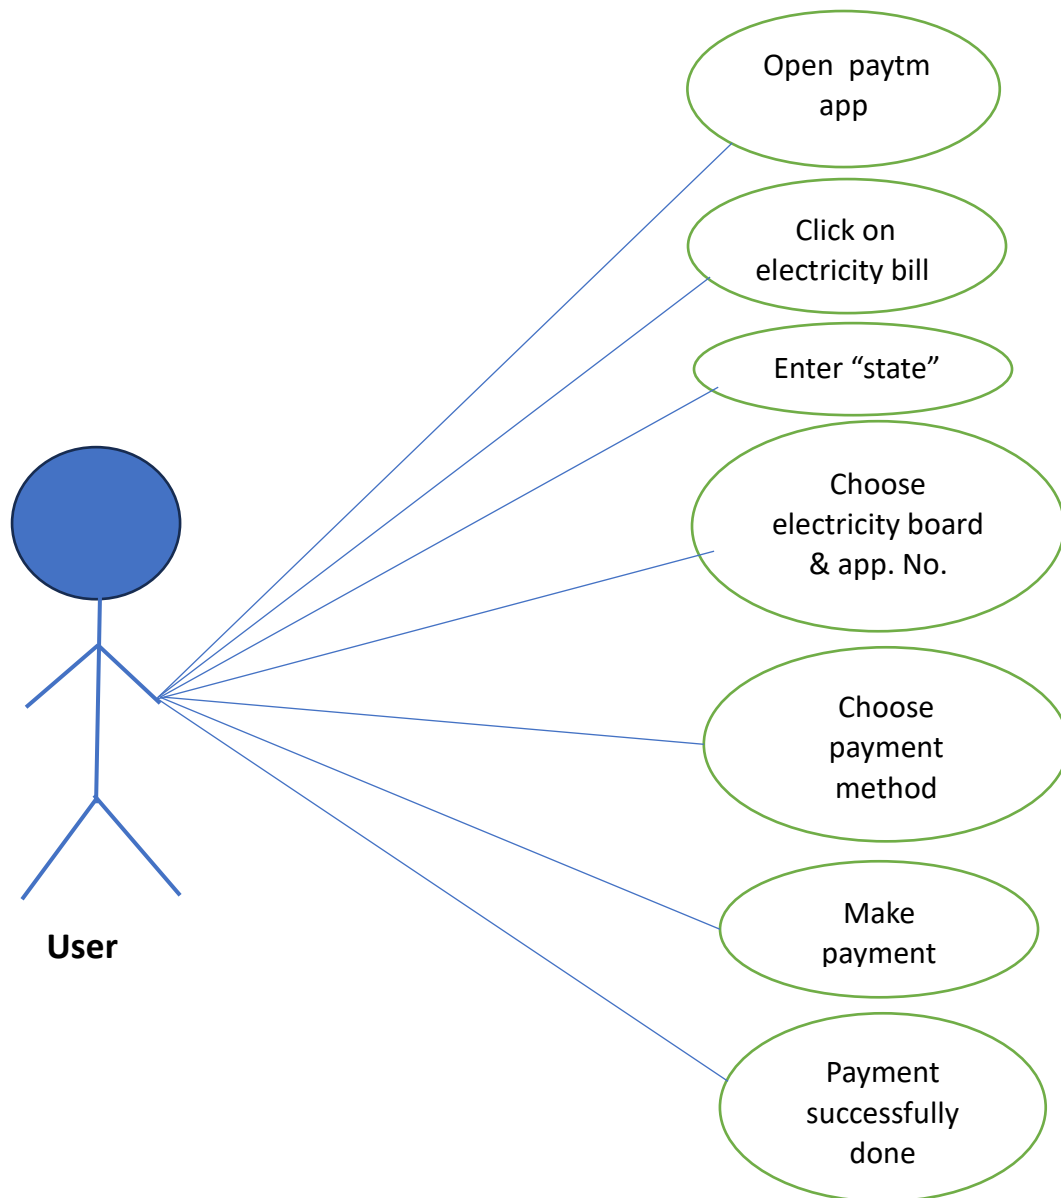 Open  paytm
app
Click on
electricity bill
Enter “state”
Choose
electricity board
& app. No.
Choose
payment
method
User
Make
payment
Payment
successfully
done